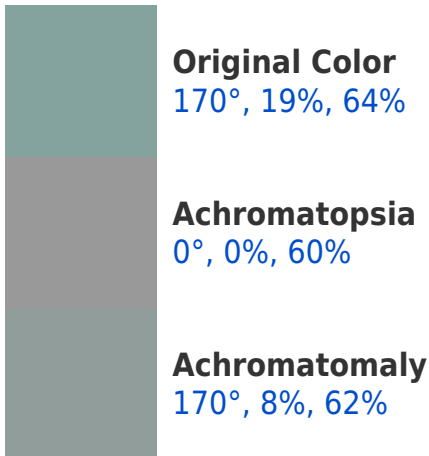 Original Color
170°, 19%, 64%
Achromatopsia
0°, 0%, 60%
Achromatomaly
170°, 8%, 62%